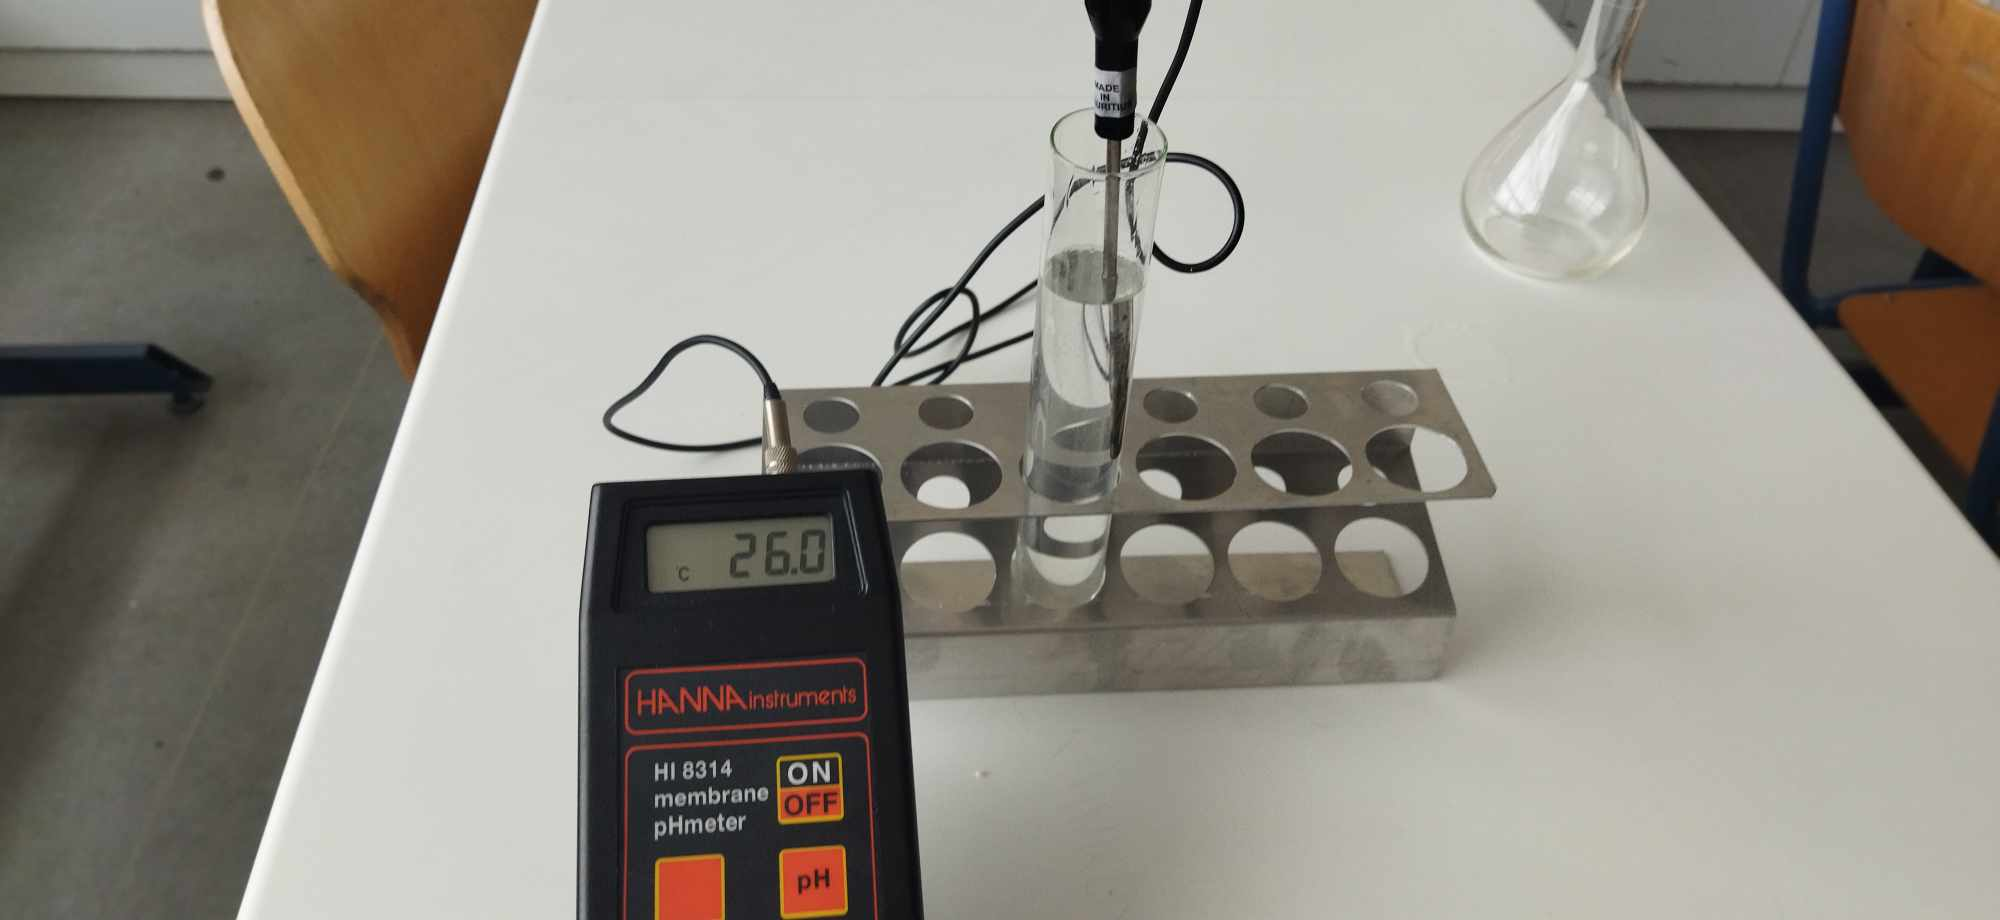 MADE
IN
26.0
°C
HANNA instruments
HI 8314
membrane
pHmeter
ON
OFF
pH